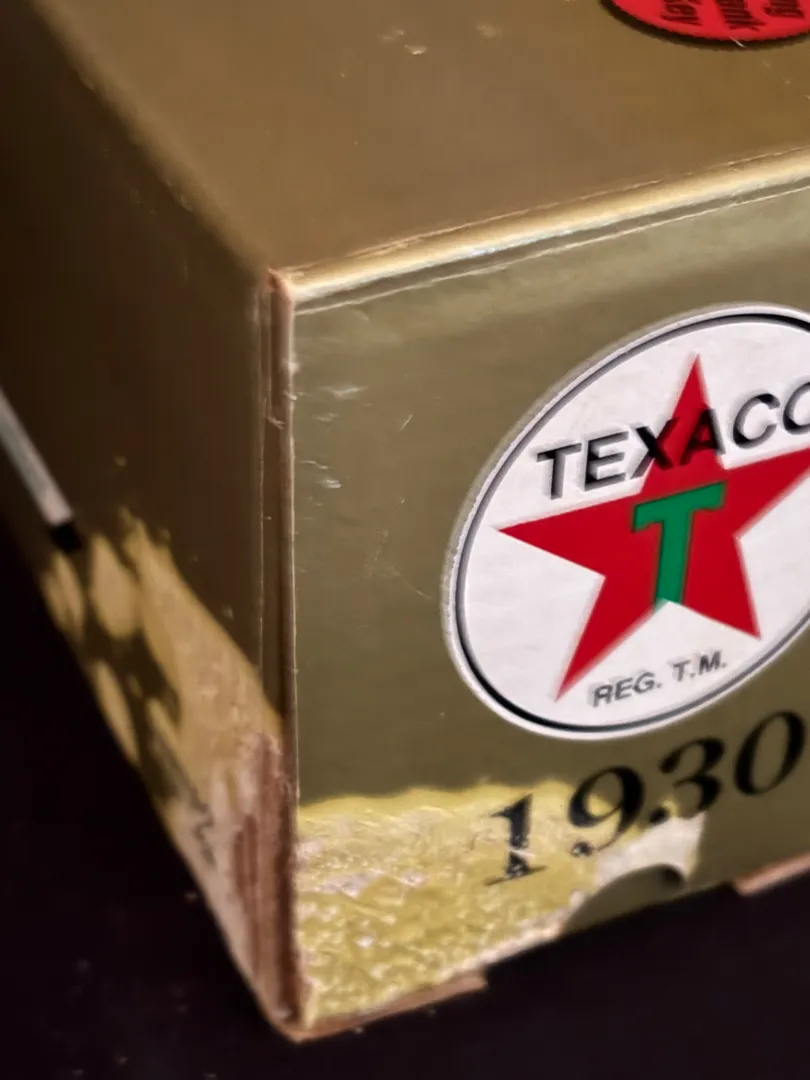 TEXACO
T
REG. T.M.
1930